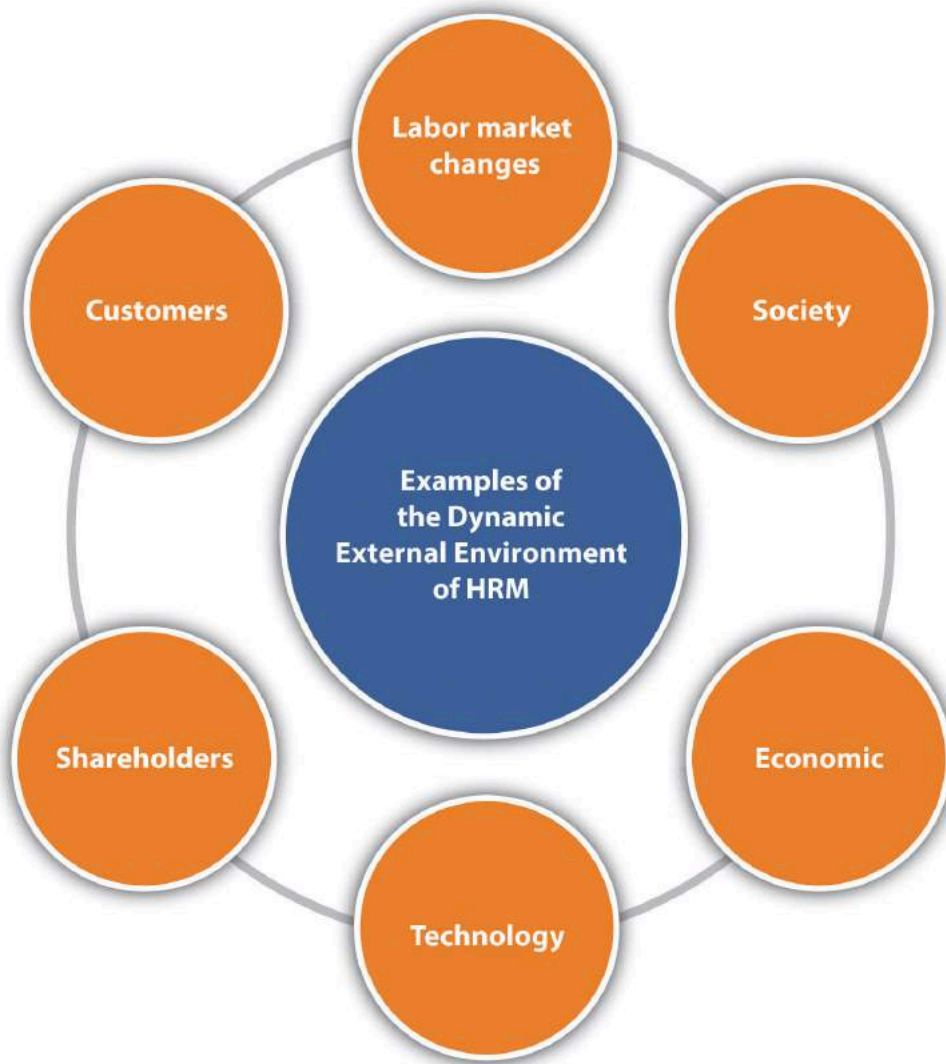 Labor market
changes
Customers
Society
Examples of
the Dynamic
External Environment
of HRM
Shareholders
Economic
Technology